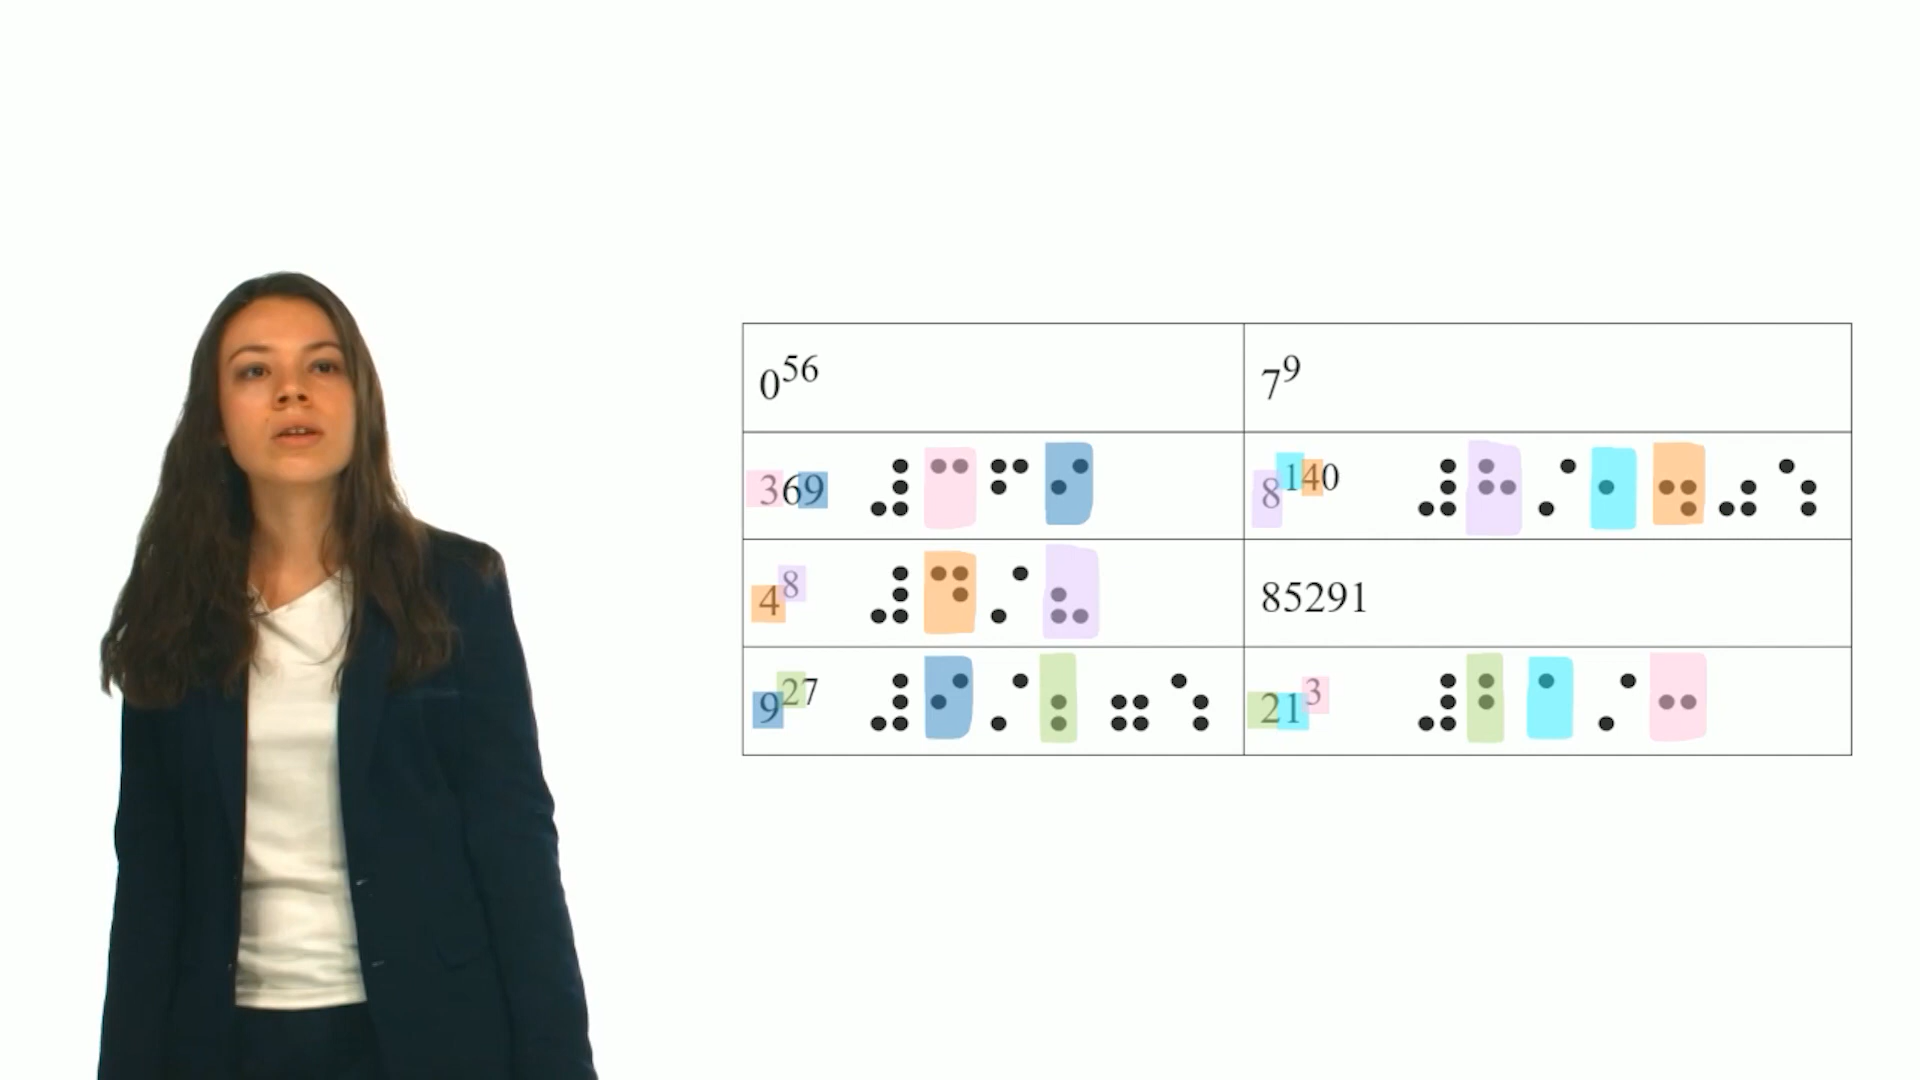 0⁵⁶ 7⁹
369 ⠼⠉⠋⠊ 8¹⁴⁰ ⠼⠓⠌⠂⠲⠴⠱
4⁸ ⠼⠙⠌⠦ 85291
9²⁷ ⠼⠊⠌⠆⠶⠱ 21³ ⠼⠃⠁⠌⠒